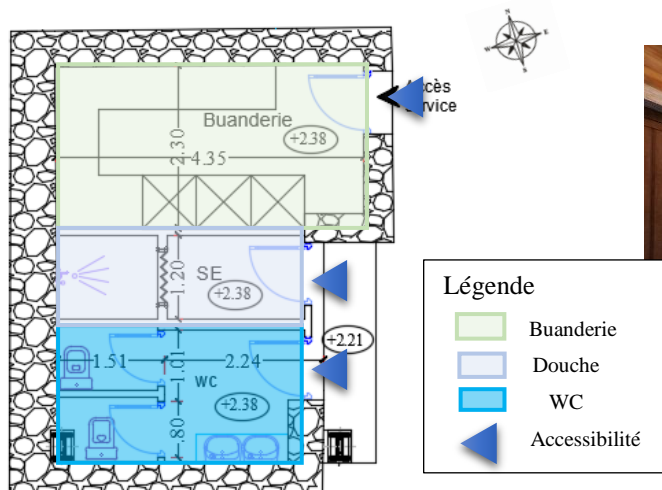 N
E
S
W
Accès
service
Buanderie
+2.38
2.30
4.35
SE
1.20
+2.38
+2.21
1.51
1.01
2.24
WC
+2.38
.80
Légende
Buanderie
Douche
WC
Accessibilité